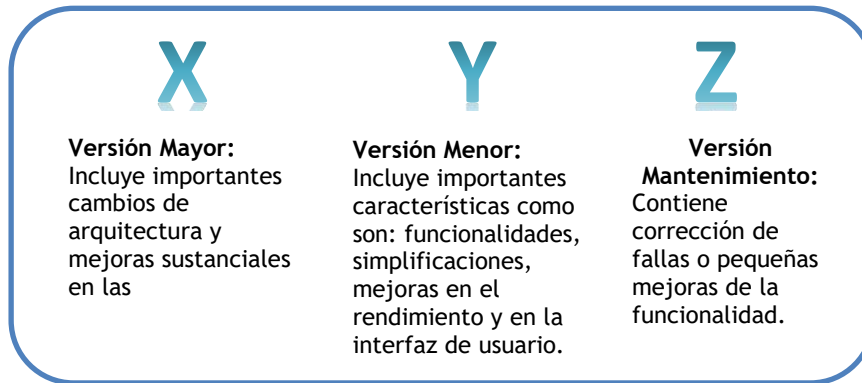 X
Versión Mayor:
Incluye importantes
cambios de
arquitectura y
mejoras sustanciales
en las
Y
Versión Menor:
Incluye importantes
características como
son: funcionalidades,
simplificaciones,
mejoras en el
rendimiento y en la
interfaz de usuario.
Z
Versión
Mantenimiento:
Contiene
corrección de
fallas o pequeñas
mejoras de la
funcionalidad.